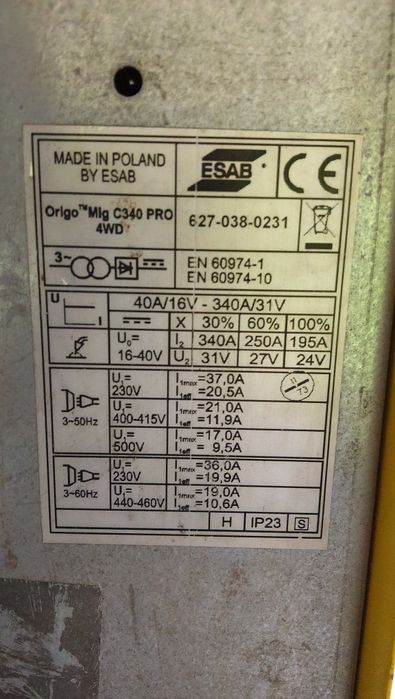 MADE IN POLAND
BY ESAB
ESAB
CE
Origo™Mig C340 PRO
4WD
627-038-0231
3~
EN 60974-1
EN 60974-10
U
I
40A/16V - 340A/31V
X 30% 60% 100%
U₀=
16-40V
I₂ 340A 250A 195A
U₂ 31V 27V 24V
3~50Hz
U₁=
230V
I1max=37,0A
I1eff=20,5A
U₁=
400-415V
I1max=21,0A
I1eff=11,9A
U₁=
500V
I1max=17,0A
I1eff= 9,5A
11/13
3~60Hz
U₁=
230V
I1max=36,0A
I1eff=19,9A
U₁=
440-460V
I1max=19,0A
I1eff=10,6A
H IP23 S